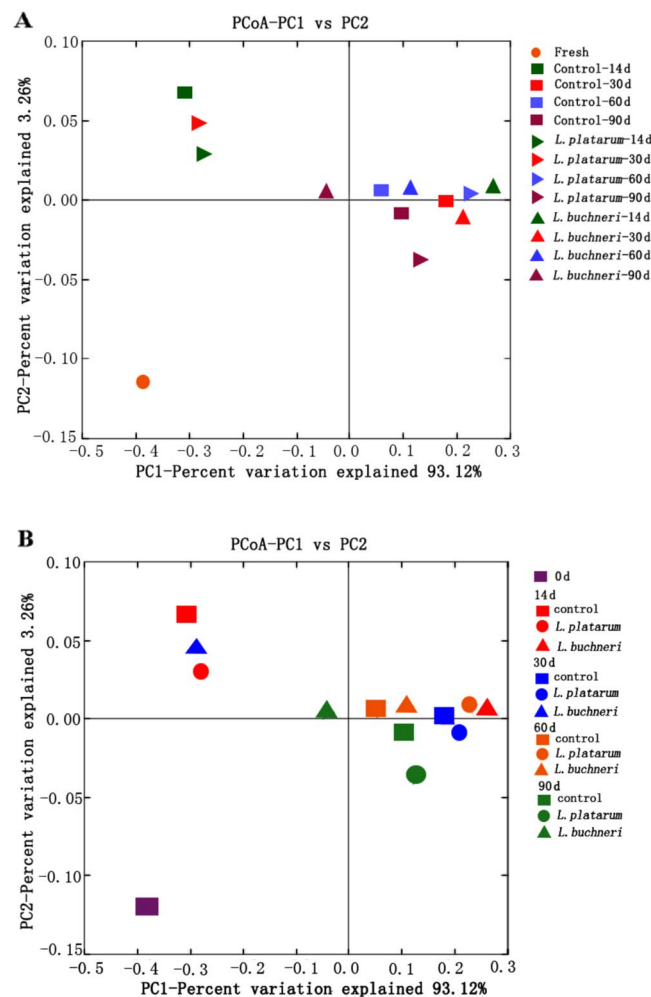 A
PCoA-PC1 vs PC2
PC2-Percent variation explained 3.26%
0.10
0.05
0.00
-0.05
-0.10
-0.15
-0.5 -0.4 -0.3 -0.2 -0.1 0.0 0.1 0.2 0.3
PC1-Percent variation explained 93.12%
Fresh
Control-14d
Control-30d
Control-60d
Control-90d
L.platarum-14d
L.platarum-30d
L.platarum-60d
L.platarum-90d
L.buchneri-14d
L.buchneri-30d
L.buchneri-60d
L.buchneri-90d
B
PCoA-PC1 vs PC2
PC2-Percent variation explained 3.26%
0.10
0.05
0.00
-0.05
-0.10
-0.15
-0.5 -0.4 -0.3 -0.2 -0.1 0.0 0.1 0.2 0.3
PC1-Percent variation explained 93.12%
0d
14d
control
L.platarum
L.buchneri
30d
control
L.platarum
L.buchneri
60d
control
L.platarum
L.buchneri
90d
control
L.platarum
L.buchneri